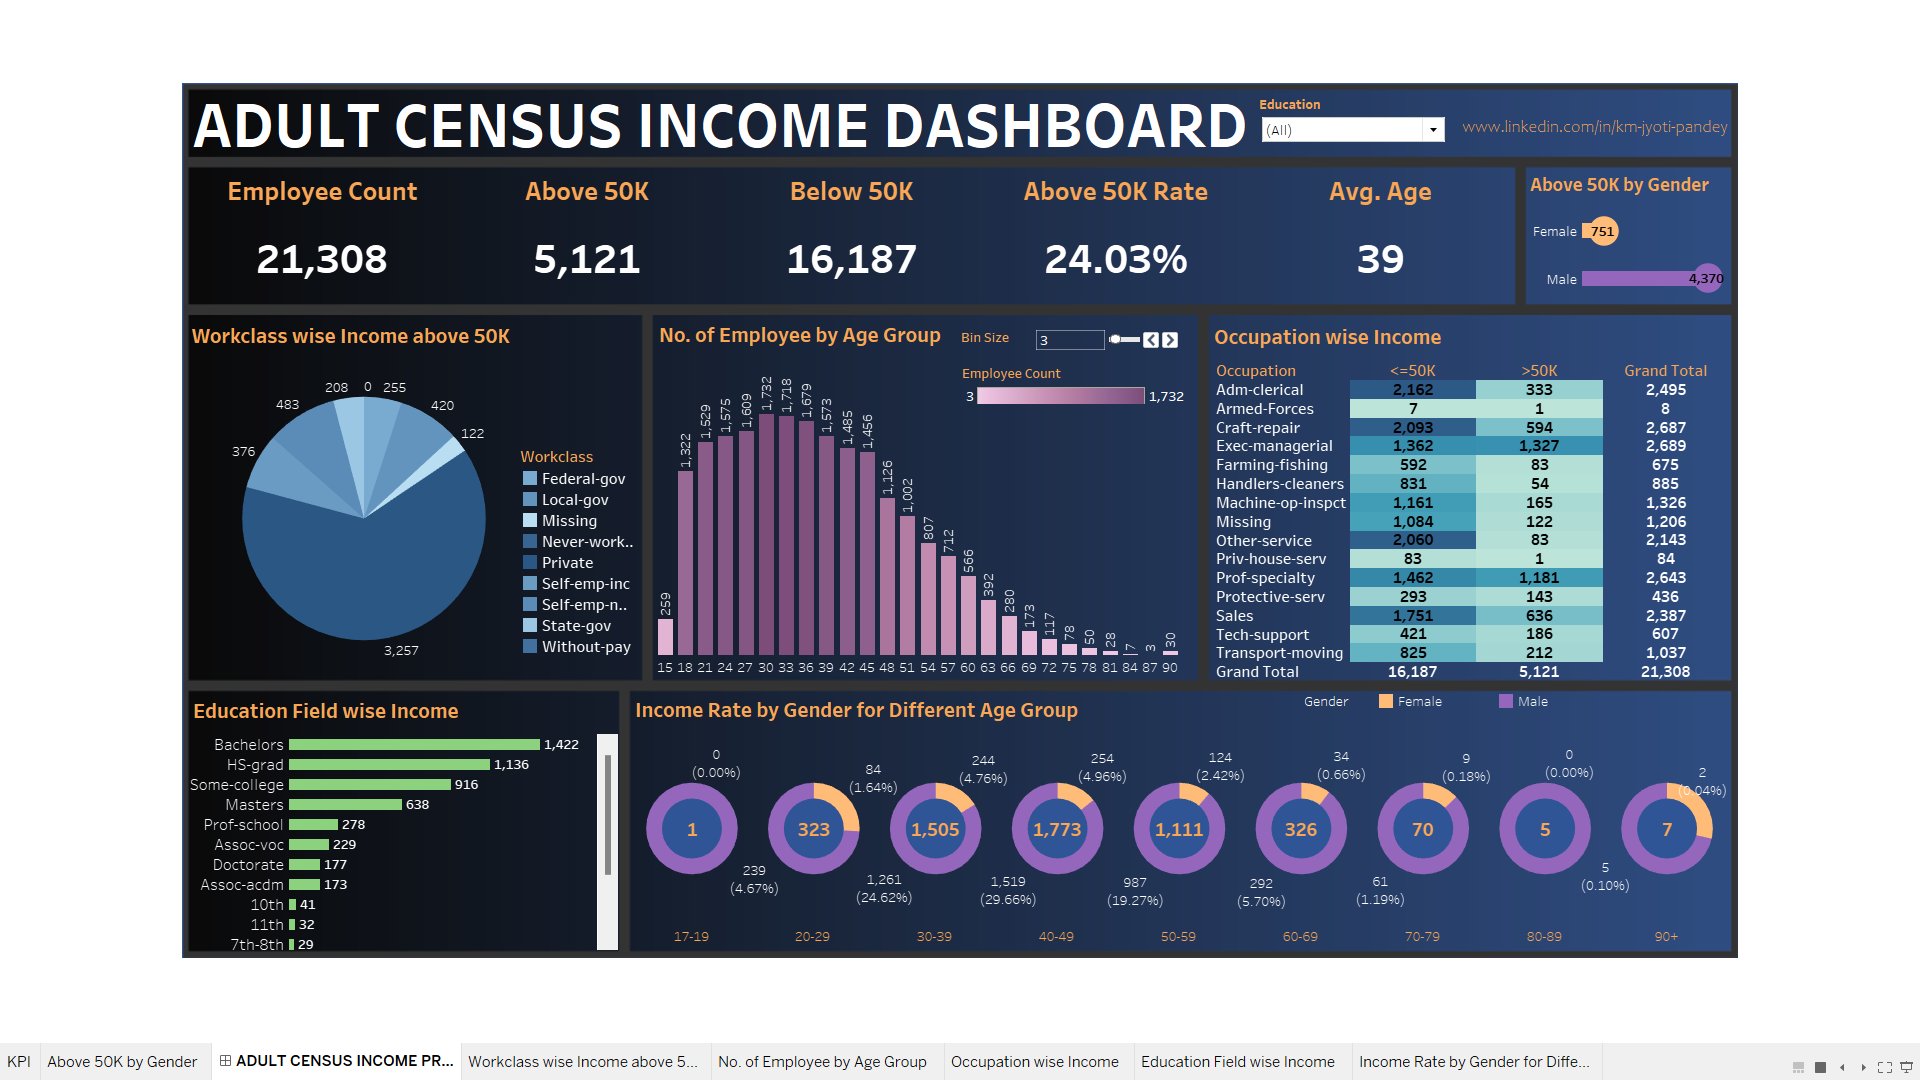 ADULT CENSUS INCOME DASHBOARD
Education
(All)
www.linkedin.com/in/km-jyoti-pandey
Employee Count
21,308
Above 50K
5,121
Below 50K
16,187
Above 50K Rate
24.03%
Avg. Age
39
Above 50K by Gender
Female 751
Male 4,370
Workclass wise Income above 50K
208 0 255
483 420
122
376
3,257
Workclass
Federal-gov
Local-gov
Missing
Never-work..
Private
Self-emp-inc
Self-emp-n..
State-gov
Without-pay
No. of Employee by Age Group
Bin Size
3
Employee Count
3 1,732
259 1,322 1,529 1,575 1,609 1,732 1,718 1,679 1,573 1,485 1,456 1,126 1,002 807 712 566 392 280 173 117 78 50 28 7 3 30
15 18 21 24 27 30 33 36 39 42 45 48 51 54 57 60 63 66 69 72 75 78 81 84 87 90
Occupation wise Income
Occupation <=50K >50K Grand Total
Adm-clerical 2,162 333 2,495
Armed-Forces 7 1 8
Craft-repair 2,093 594 2,687
Exec-managerial 1,362 1,327 2,689
Farming-fishing 592 83 675
Handlers-cleaners 831 54 885
Machine-op-inspct 1,161 165 1,326
Missing 1,084 122 1,206
Other-service 2,060 83 2,143
Priv-house-serv 83 1 84
Prof-specialty 1,462 1,181 2,643
Protective-serv 293 143 436
Sales 1,751 636 2,387
Tech-support 421 186 607
Transport-moving 825 212 1,037
Grand Total 16,187 5,121 21,308
Education Field wise Income
Bachelors 1,422
HS-grad 1,136
Some-college 916
Masters 638
Prof-school 278
Assoc-voc 229
Doctorate 177
Assoc-acdm 173
10th 41
11th 32
7th-8th 29
Income Rate by Gender for Different Age Group
Gender Female Male
0
(0.00%)
84
(1.64%)
244
(4.76%)
254
(4.96%)
124
(2.42%)
34
(0.66%)
9
(0.18%)
0
(0.00%)
2
(0.04%)
1 323 1,505 1,773 1,111 326 70 5 7
239
(4.67%)
1,261
(24.62%)
1,519
(29.66%)
987
(19.27%)
292
(5.70%)
61
(1.19%)
5
(0.10%)
17-19 20-29 30-39 40-49 50-59 60-69 70-79 80-89 90+
KPI
Above 50K by Gender
ADULT CENSUS INCOME PR...
Workclass wise Income above 5...
No. of Employee by Age Group
Occupation wise Income
Education Field wise Income
Income Rate by Gender for Diffe...